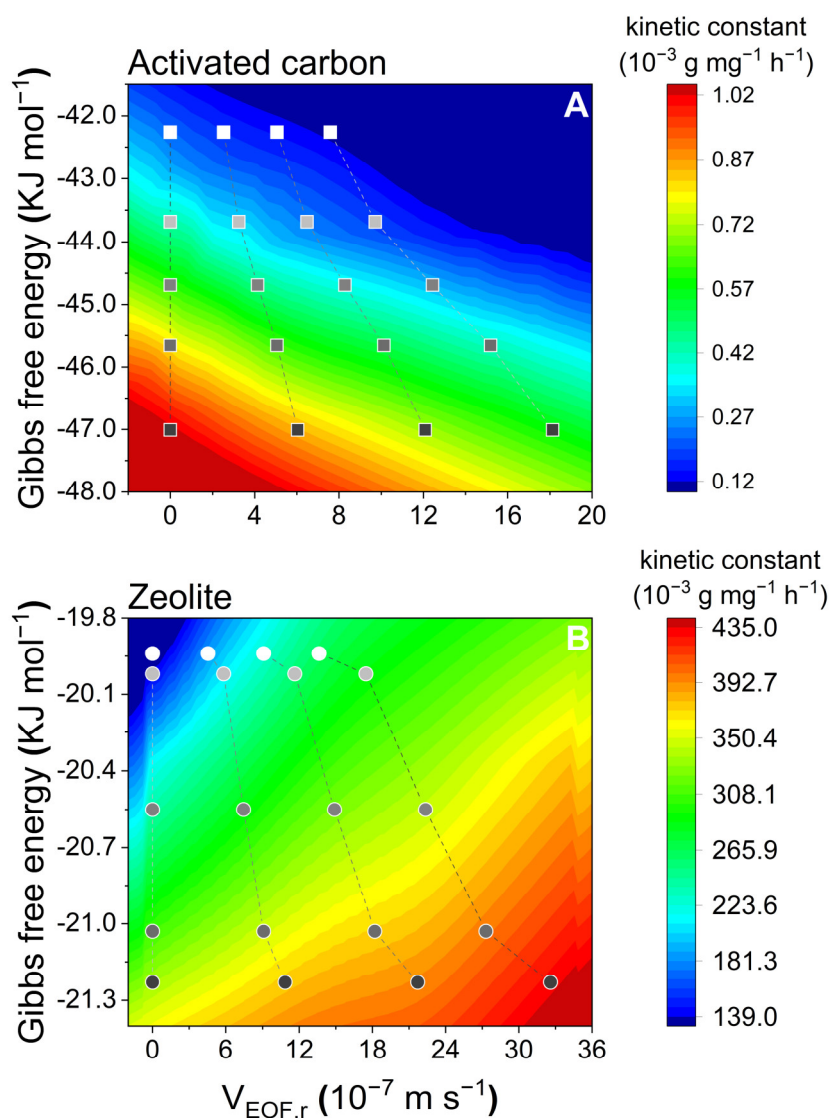 kinetic constant
(10⁻³ g mg⁻¹ h⁻¹)
Activated carbon
A
Gibbs free energy (KJ mol⁻¹)
-42.0
-43.0
-44.0
-45.0
-46.0
-47.0
-48.0
0 4 8 12 16 20
1.02
0.87
0.72
0.57
0.42
0.27
0.12
kinetic constant
(10⁻³ g mg⁻¹ h⁻¹)
Zeolite
B
Gibbs free energy (KJ mol⁻¹)
-19.8
-20.1
-20.4
-20.7
-21.0
-21.3
0 6 12 18 24 30 36
435.0
392.7
350.4
308.1
265.9
223.6
181.3
139.0
V_EOF,r (10⁻⁷ m s⁻¹)